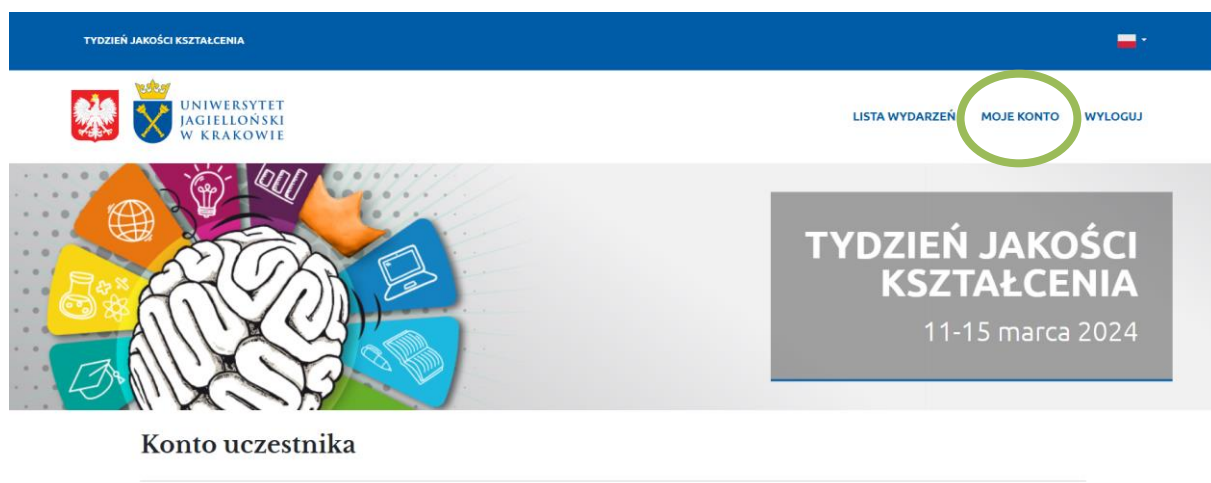 TYDZIEŃ JAKOŚCI KSZTAŁCENIA
UNIWERSYTET
JAGIELLOŃSKI
W KRAKOWIE
LISTA WYDARZEŃ MOJE KONTO WYLOGUJ
TYDZIEŃ JAKOŚCI
KSZTAŁCENIA
11-15 marca 2024
Konto uczestnika